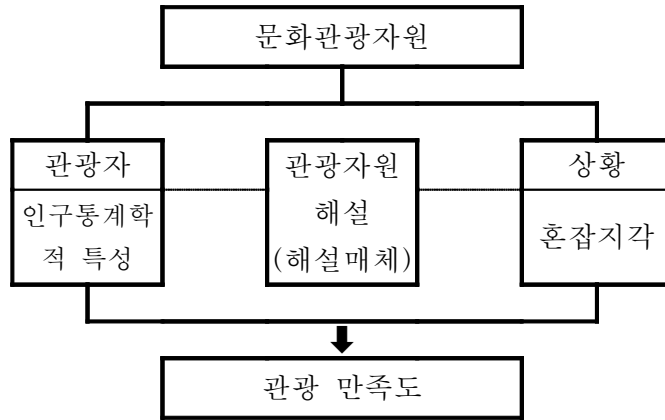 문화관광자원
관광자
인구통계학
적 특성
관광자원
해설
(해설매체)
상황
혼잡지각
관광 만족도